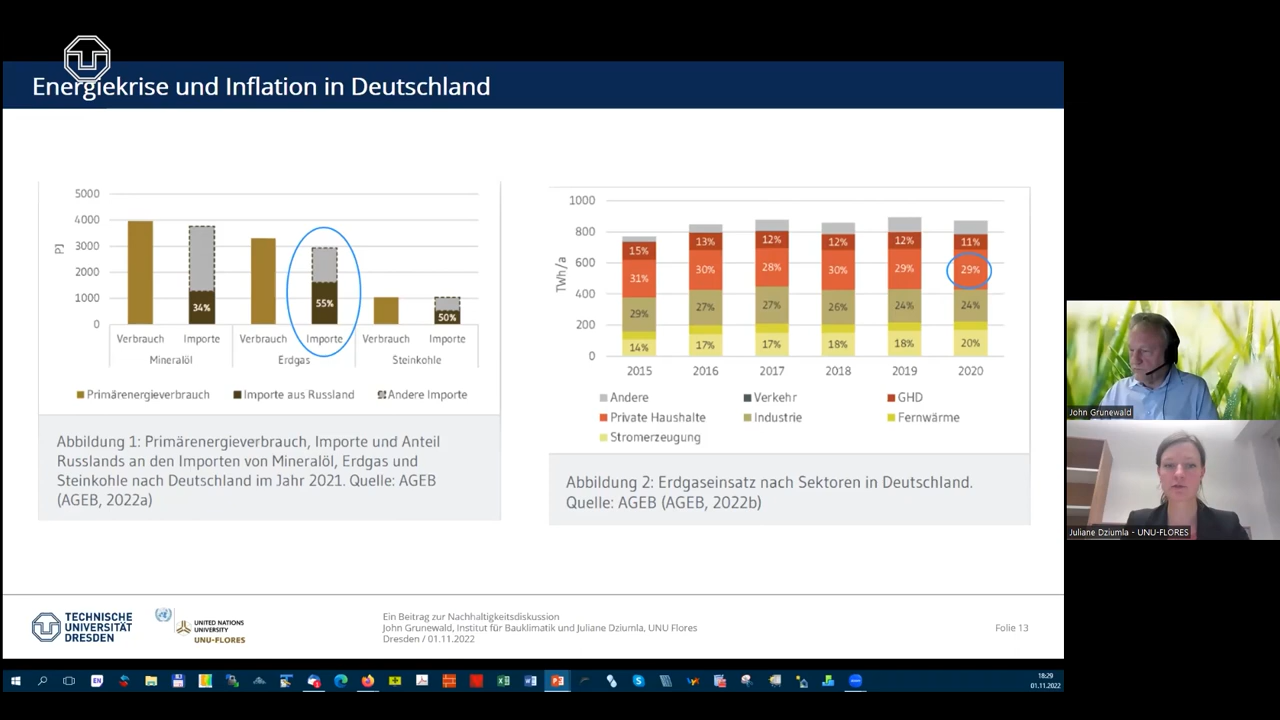 Energiekrise und Inflation in Deutschland
5000
4000
3000
2000
1000
0
PJ
34%
55%
50%
Verbrauch Importe Verbrauch Importe Verbrauch Importe
Mineralöl Erdgas Steinkohle
Primärenergieverbrauch Importe aus Russland Andere Importe
Abbildung 1: Primärenergieverbrauch, Importe und Anteil
Russlands an den Importen von Mineralöl, Erdgas und
Steinkohle nach Deutschland im Jahr 2021. Quelle: AGEB
(AGEB, 2022a)
1000
800
600
400
200
0
TWh/a
15% 13% 12% 12% 12% 11%
31% 30% 28% 30% 29% 29%
29% 27% 27% 26% 24% 24%
14% 17% 17% 18% 18% 20%
2015 2016 2017 2018 2019 2020
Andere Verkehr GHD
Private Haushalte Industrie Fernwärme
Stromerzeugung
Abbildung 2: Erdgaseinsatz nach Sektoren in Deutschland.
Quelle: AGEB (AGEB, 2022b)
John Grunewald
Juliane Dziumla - UNU-FLORES
TECHNISCHE
UNIVERSITÄT
DRESDEN
UNITED NATIONS
UNIVERSITY
UNU-FLORES
Ein Beitrag zur Nachhaltigkeitsdiskussion
John Grunewald, Institut für Bauklimatik und Juliane Dziumla, UNU Flores
Dresden / 01.11.2022
Folie 13
EN
18:29
01.11.2022